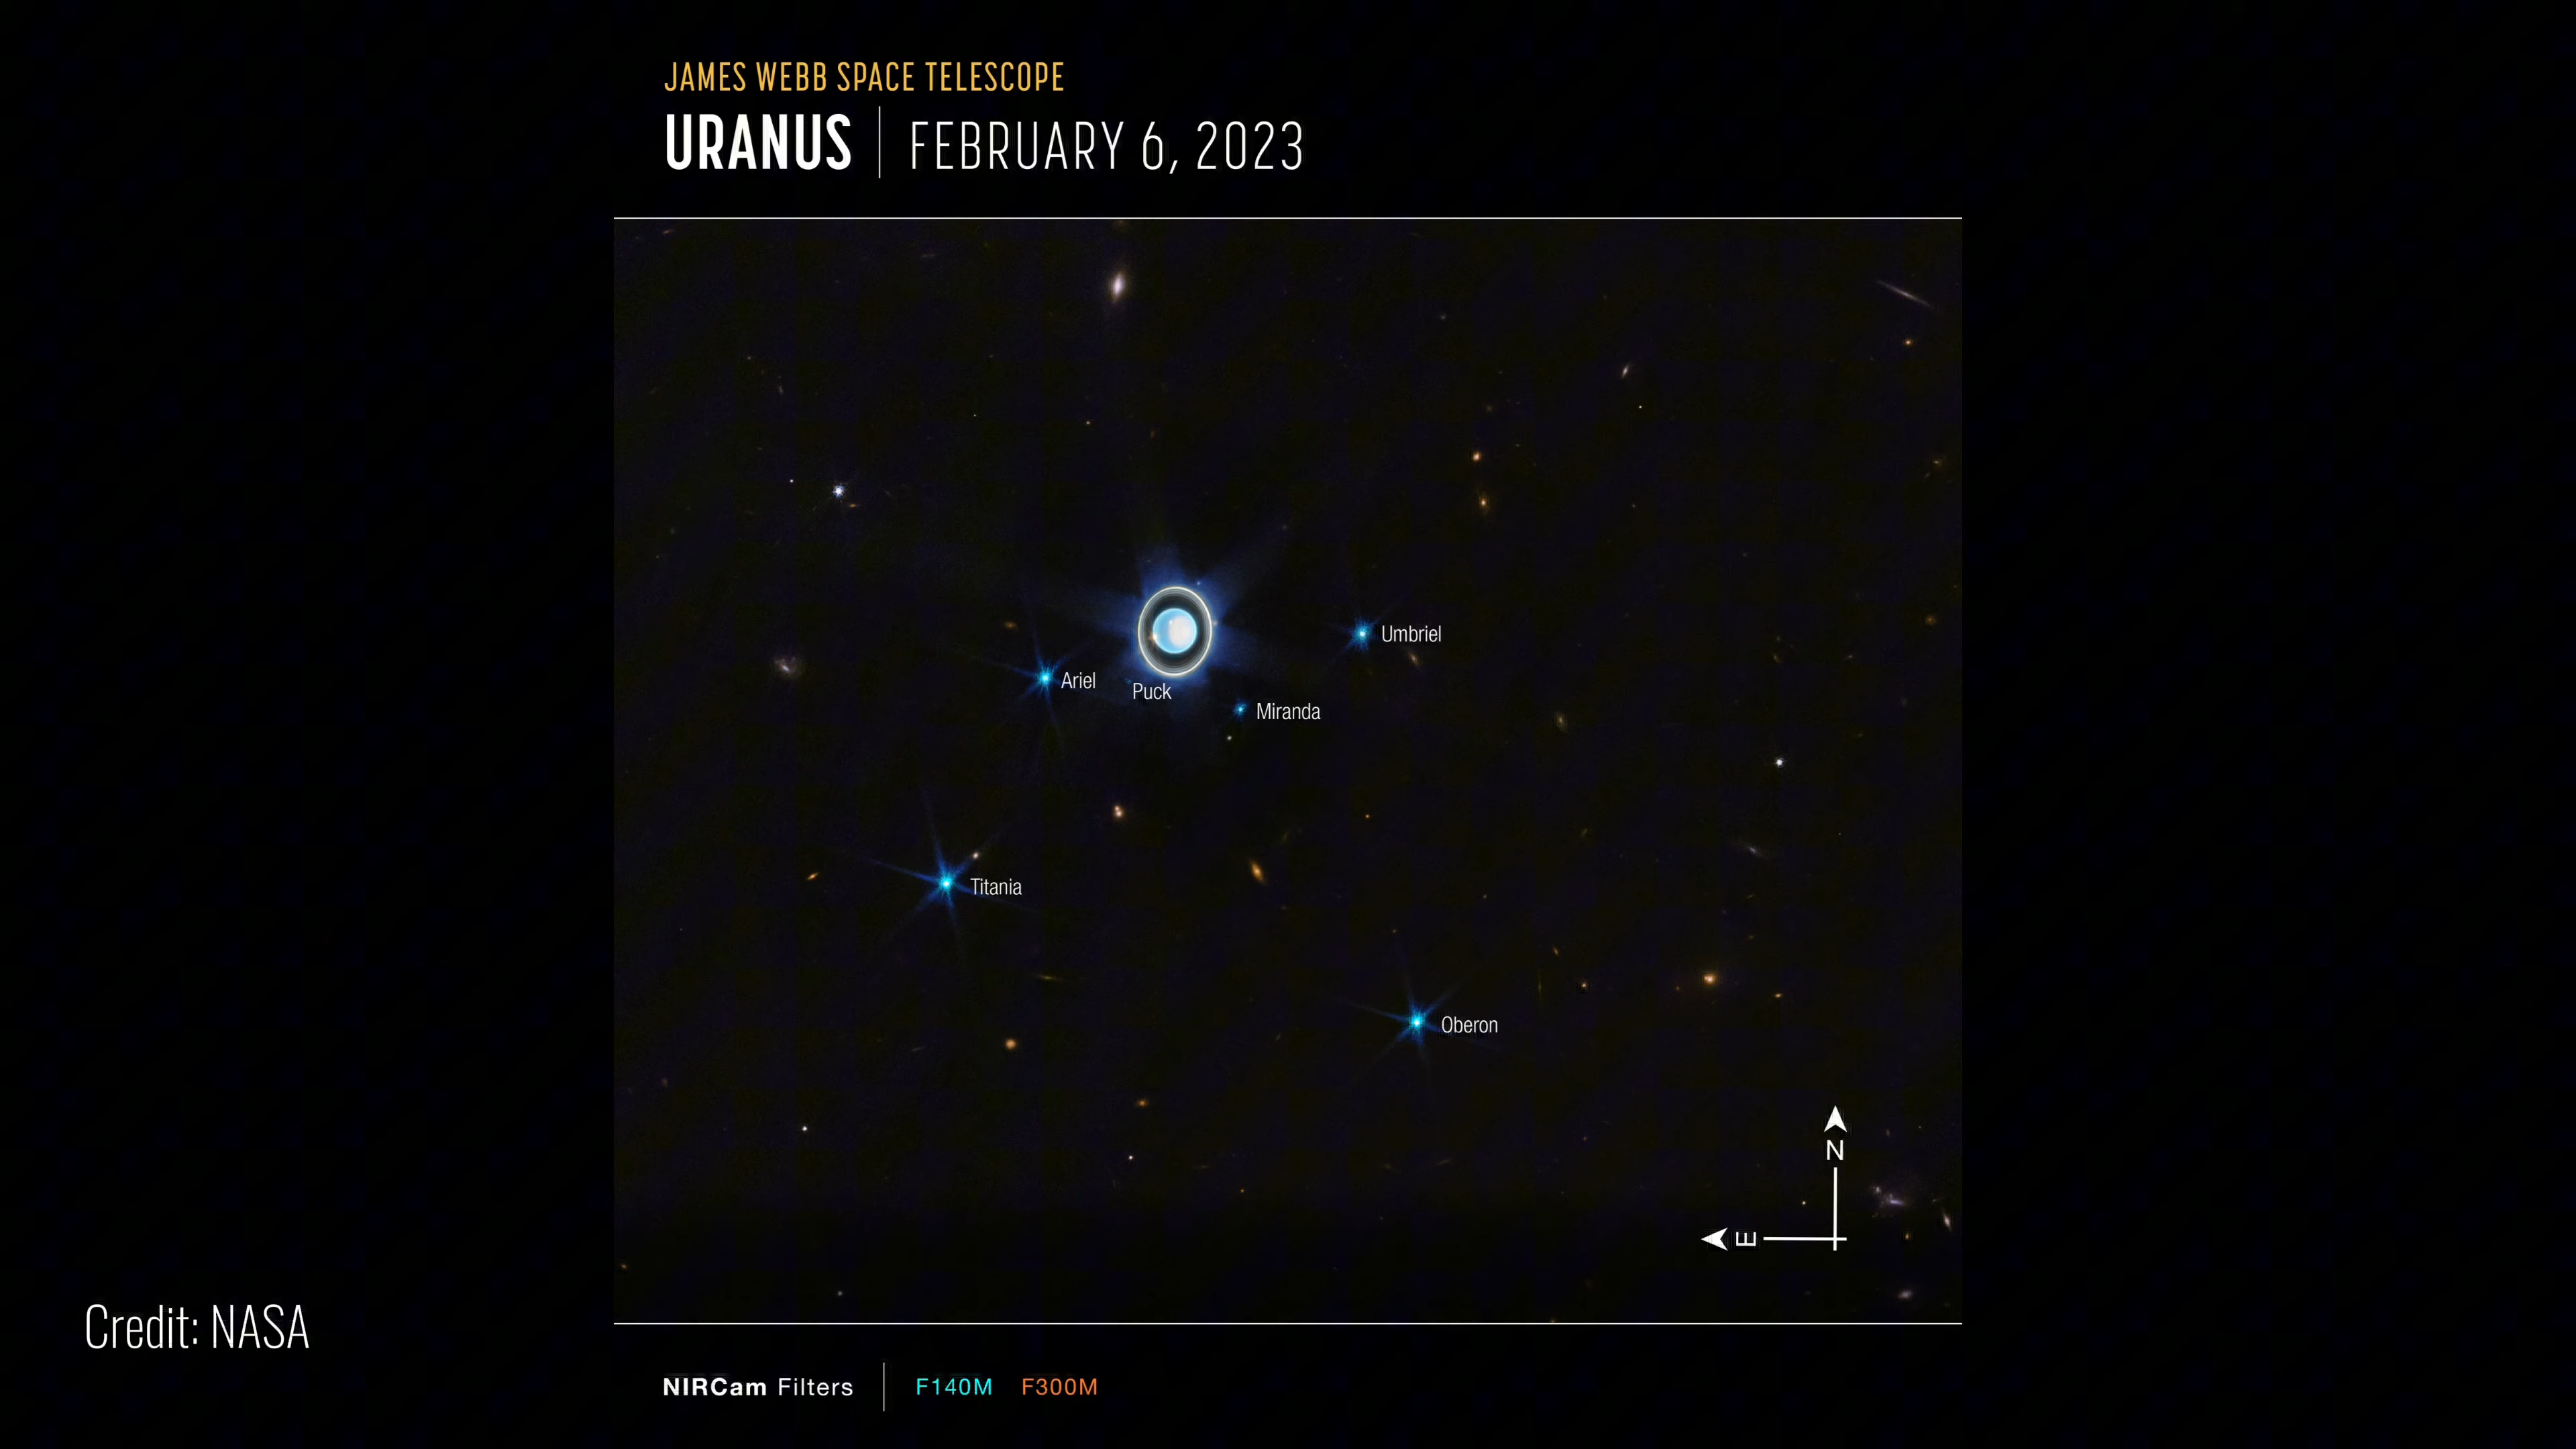 JAMES WEBB SPACE TELESCOPE
URANUS | FEBRUARY 6, 2023
Umbriel
Ariel
Puck
Miranda
Titania
Oberon
N
E
Credit: NASA
NIRCam Filters | F140M F300M